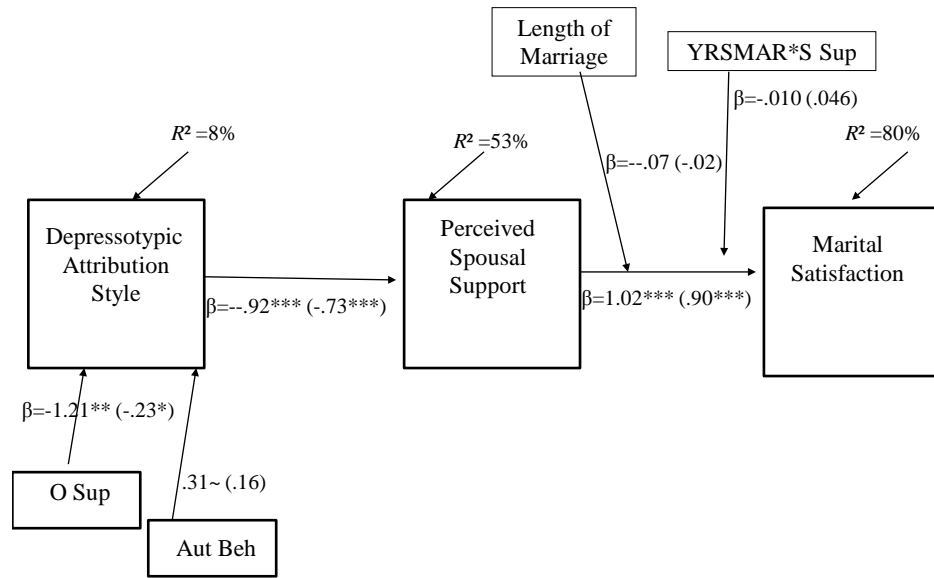 Length of
Marriage
YRSMAR*S Sup
β=-.010 (.046)
R² =8%
R² =53%
R² =80%
β=--.07 (-.02)
Depressotypic
Attribution
Style
Perceived
Spousal
Support
Marital
Satisfaction
β=--.92*** (-.73***)
β=1.02*** (.90***)
β=-1.21** (-.23*)
.31~ (.16)
O Sup
Aut Beh